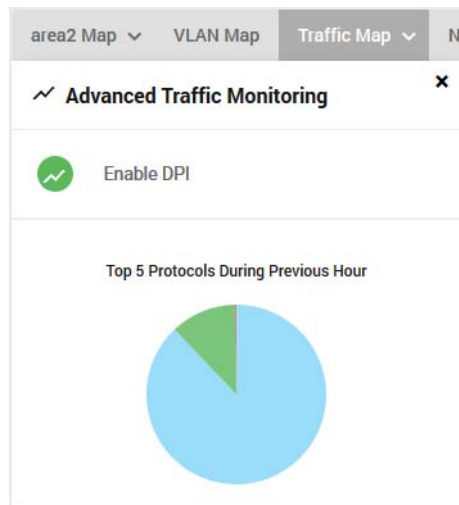 area2 Map VLAN Map Traffic Map N
Advanced Traffic Monitoring
Enable DPI
Top 5 Protocols During Previous Hour